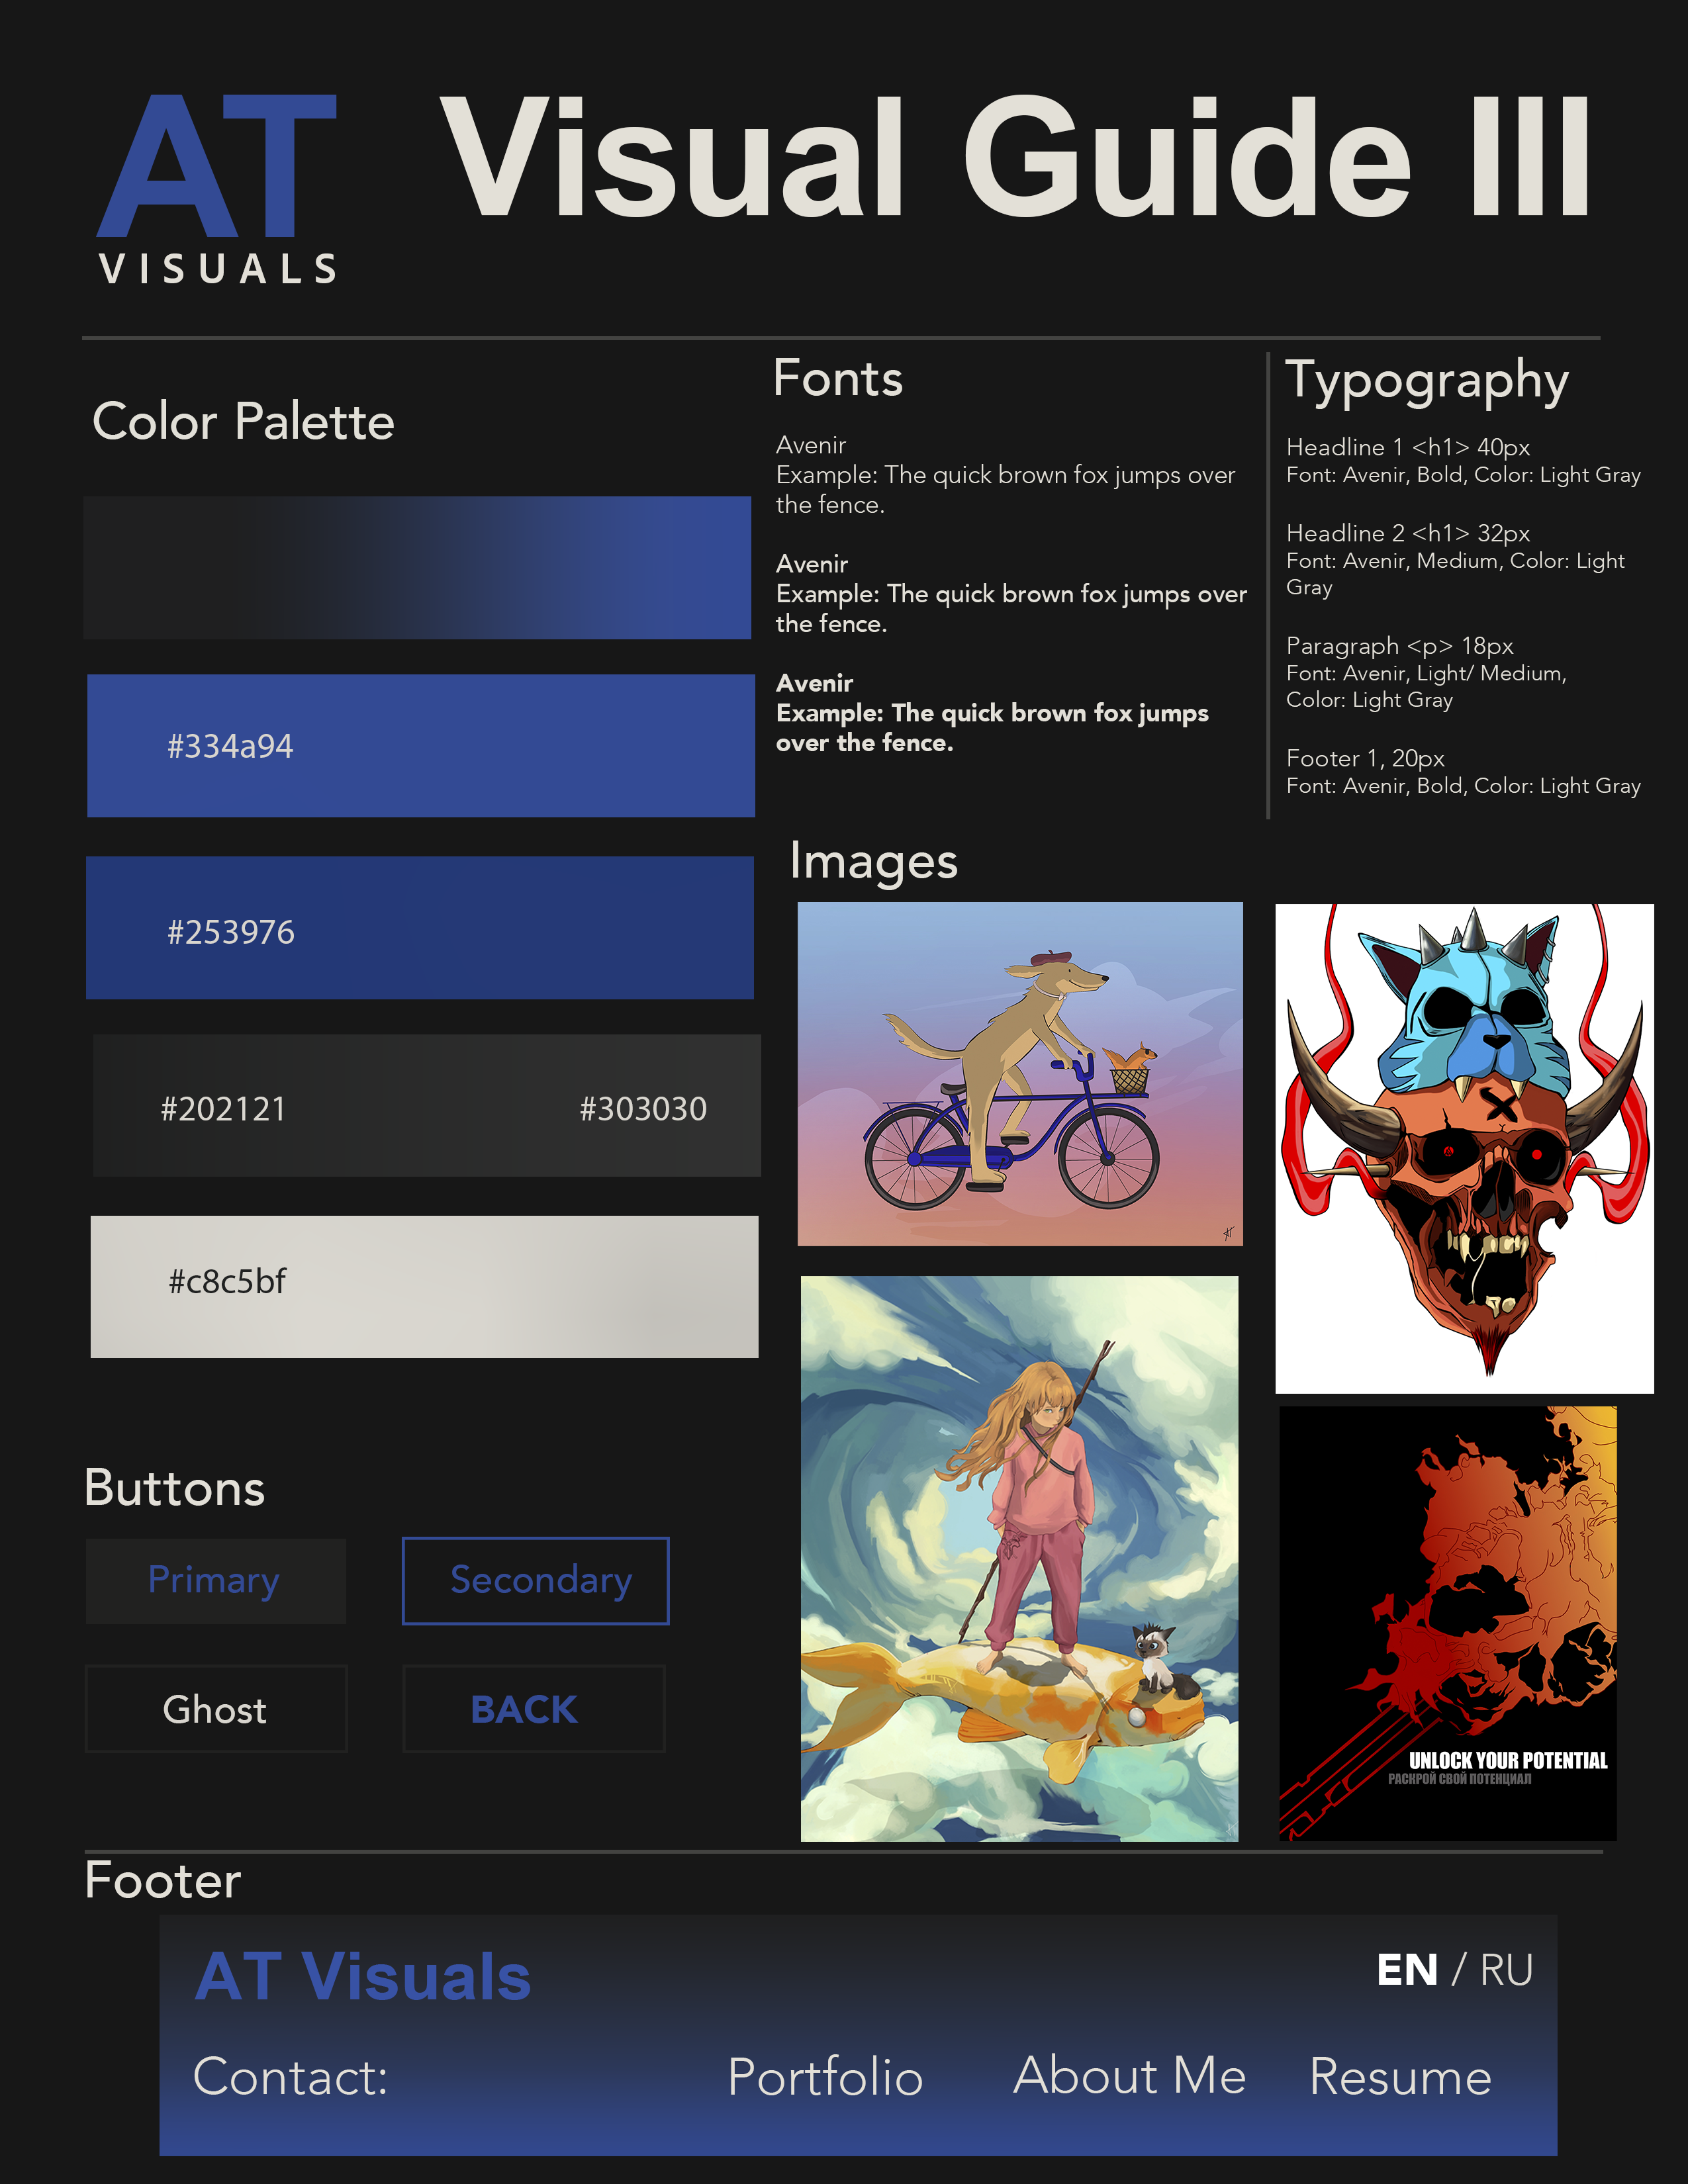 AT
VISUALS
Visual Guide III
Color Palette
#334a94
#253976
#202121
#303030
#c8c5bf
Fonts
Avenir
Example: The quick brown fox jumps over
the fence.
Avenir
Example: The quick brown fox jumps over
the fence.
Avenir
Example: The quick brown fox jumps
over the fence.
Typography
Headline 1 <h1> 40px
Font: Avenir, Bold, Color: Light Gray
Headline 2 <h1> 32px
Font: Avenir, Medium, Color: Light
Gray
Paragraph <p> 18px
Font: Avenir, Light/ Medium,
Color: Light Gray
Footer 1, 20px
Font: Avenir, Bold, Color: Light Gray
Images
UNLOCK YOUR POTENTIAL
РАСКРОЙ СВОЙ ПОТЕНЦИАЛ
Buttons
Primary
Secondary
Ghost
BACK
Footer
AT Visuals
EN / RU
Contact:
Portfolio
About Me
Resume